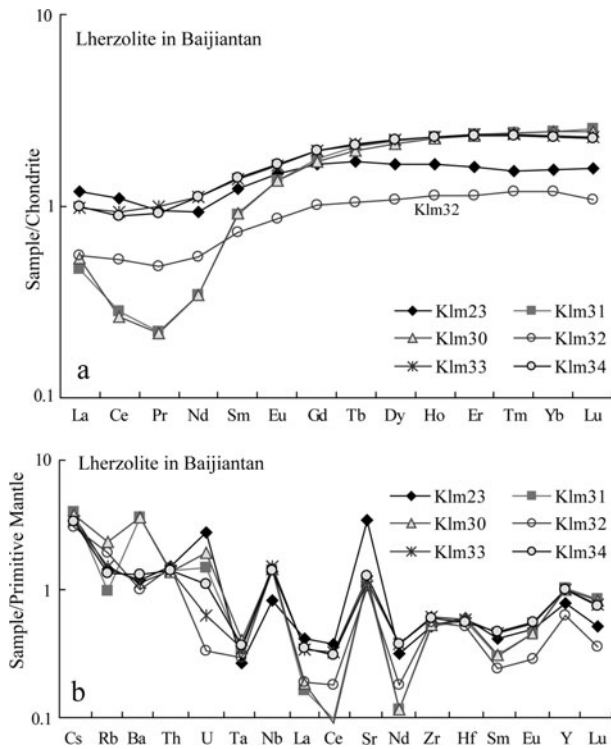 Lherzolite in Baijiantan
10
1
0.1
Sample/Chondrite
Klm32
Klm23 Klm31
Klm30 Klm32
Klm33 Klm34
a
La Ce Pr Nd Sm Eu Gd Tb Dy Ho Er Tm Yb Lu
Lherzolite in Baijiantan
10
1
0.1
Sample/Primitive Mantle
Klm23 Klm31
Klm30 Klm32
Klm33 Klm34
b
Cs Rb Ba Th U Ta Nb La Ce Sr Nd Zr Hf Sm Eu Y Lu